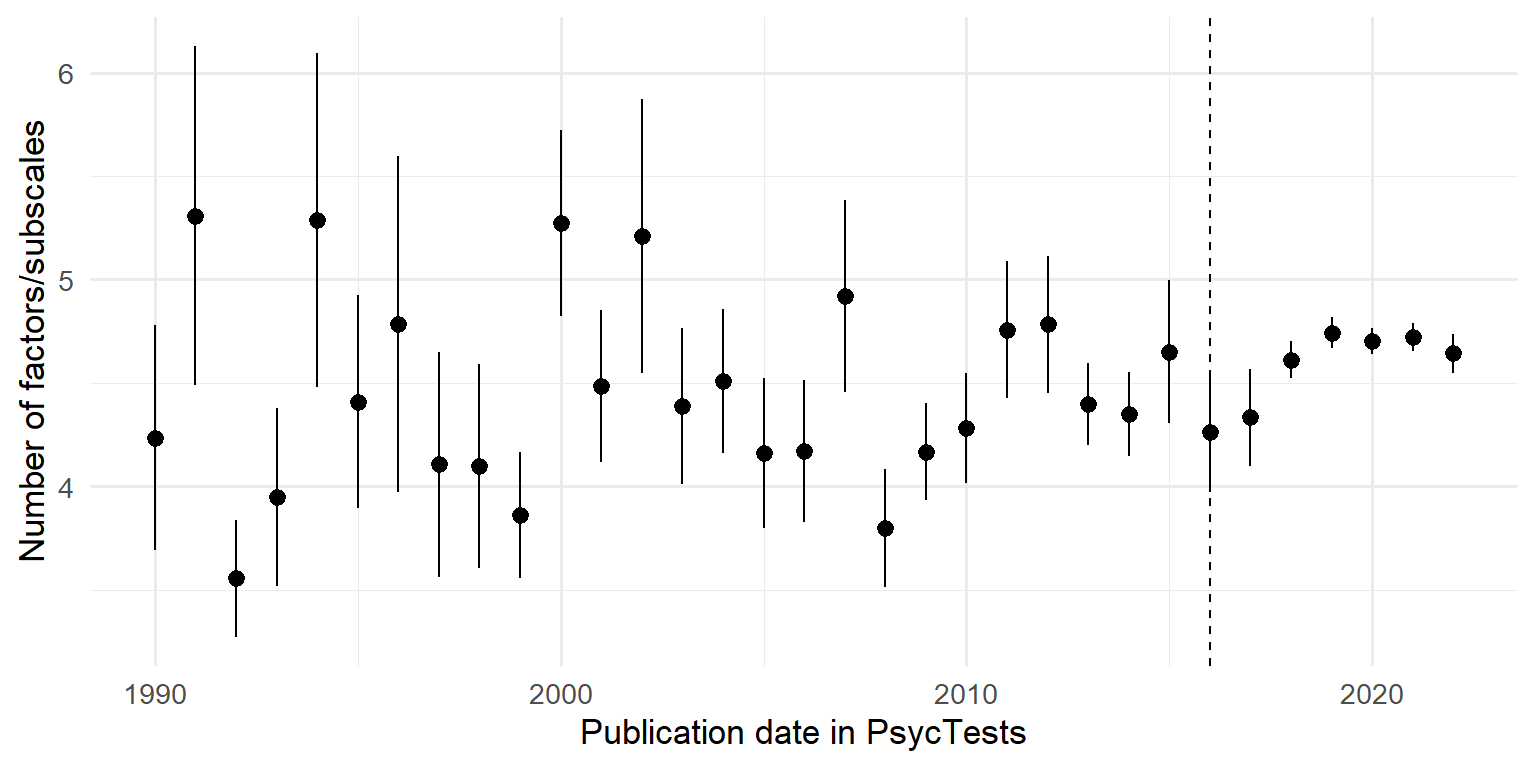 Number of factors/subscales
6
5
4
1990 2000 2010 2020
Publication date in PsycTests